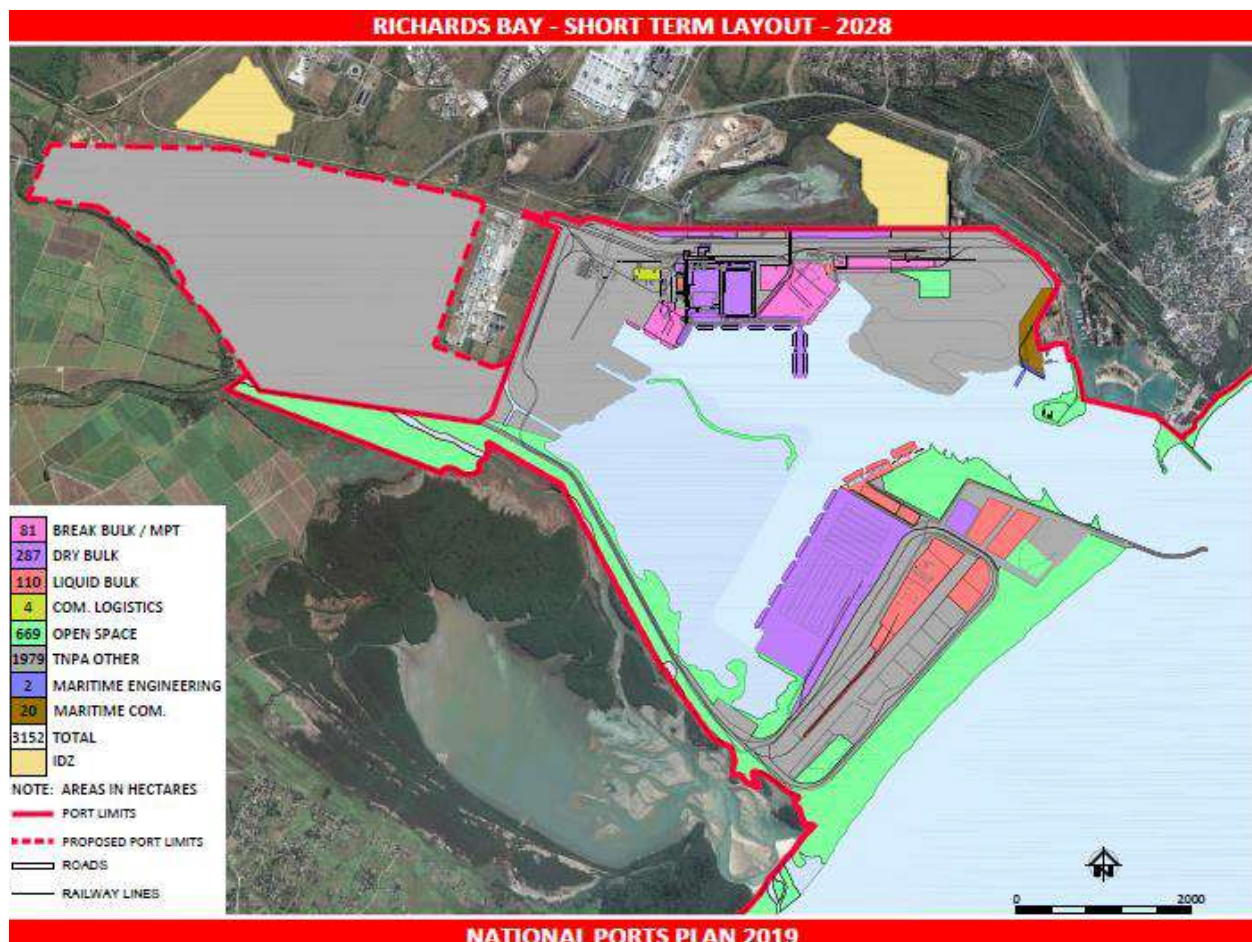 RICHARDS BAY - SHORT TERM LAYOUT - 2028
81 BREAK BULK / MPT
287 DRY BULK
110 LIQUID BULK
4 COM. LOGISTICS
669 OPEN SPACE
1979 TNPA OTHER
2 MARITIME ENGINEERING
20 MARITIME COM.
3152 TOTAL
IDZ
NOTE: AREAS IN HECTARES
PORT LIMITS
PROPOSED PORT LIMITS
ROADS
RAILWAY LINES
N
0 2000
NATIONAL PORTS PLAN 2019